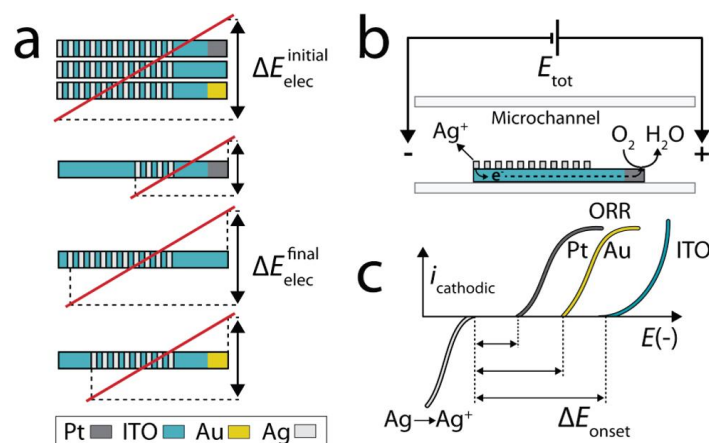 a
ΔE elec initial
ΔE elec final
Pt ITO Au Ag
b
E tot
Microchannel
Ag⁺
O₂ H₂O
- +
e⁻
c
ORR
Pt Au ITO
i cathodic
E(-)
Ag→Ag⁺
ΔE onset